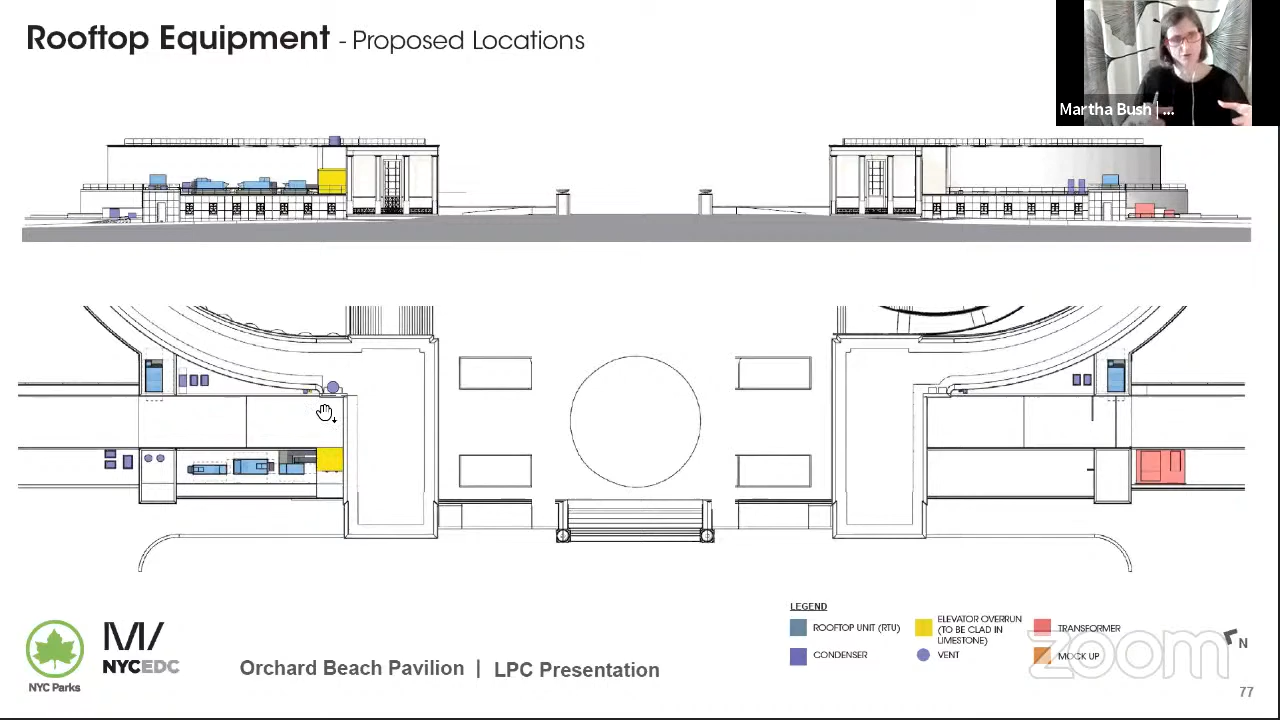 Rooftop Equipment - Proposed Locations
Martha Bush | ...
LEGEND
ROOFTOP UNIT (RTU)
CONDENSER
ELEVATOR OVERRUN
(TO BE CLAD IN
LIMESTONE)
VENT
TRANSFORMER
MOCK UP
zoom
N
M/
NYCEDC
NYC Parks
Orchard Beach Pavilion | LPC Presentation
77